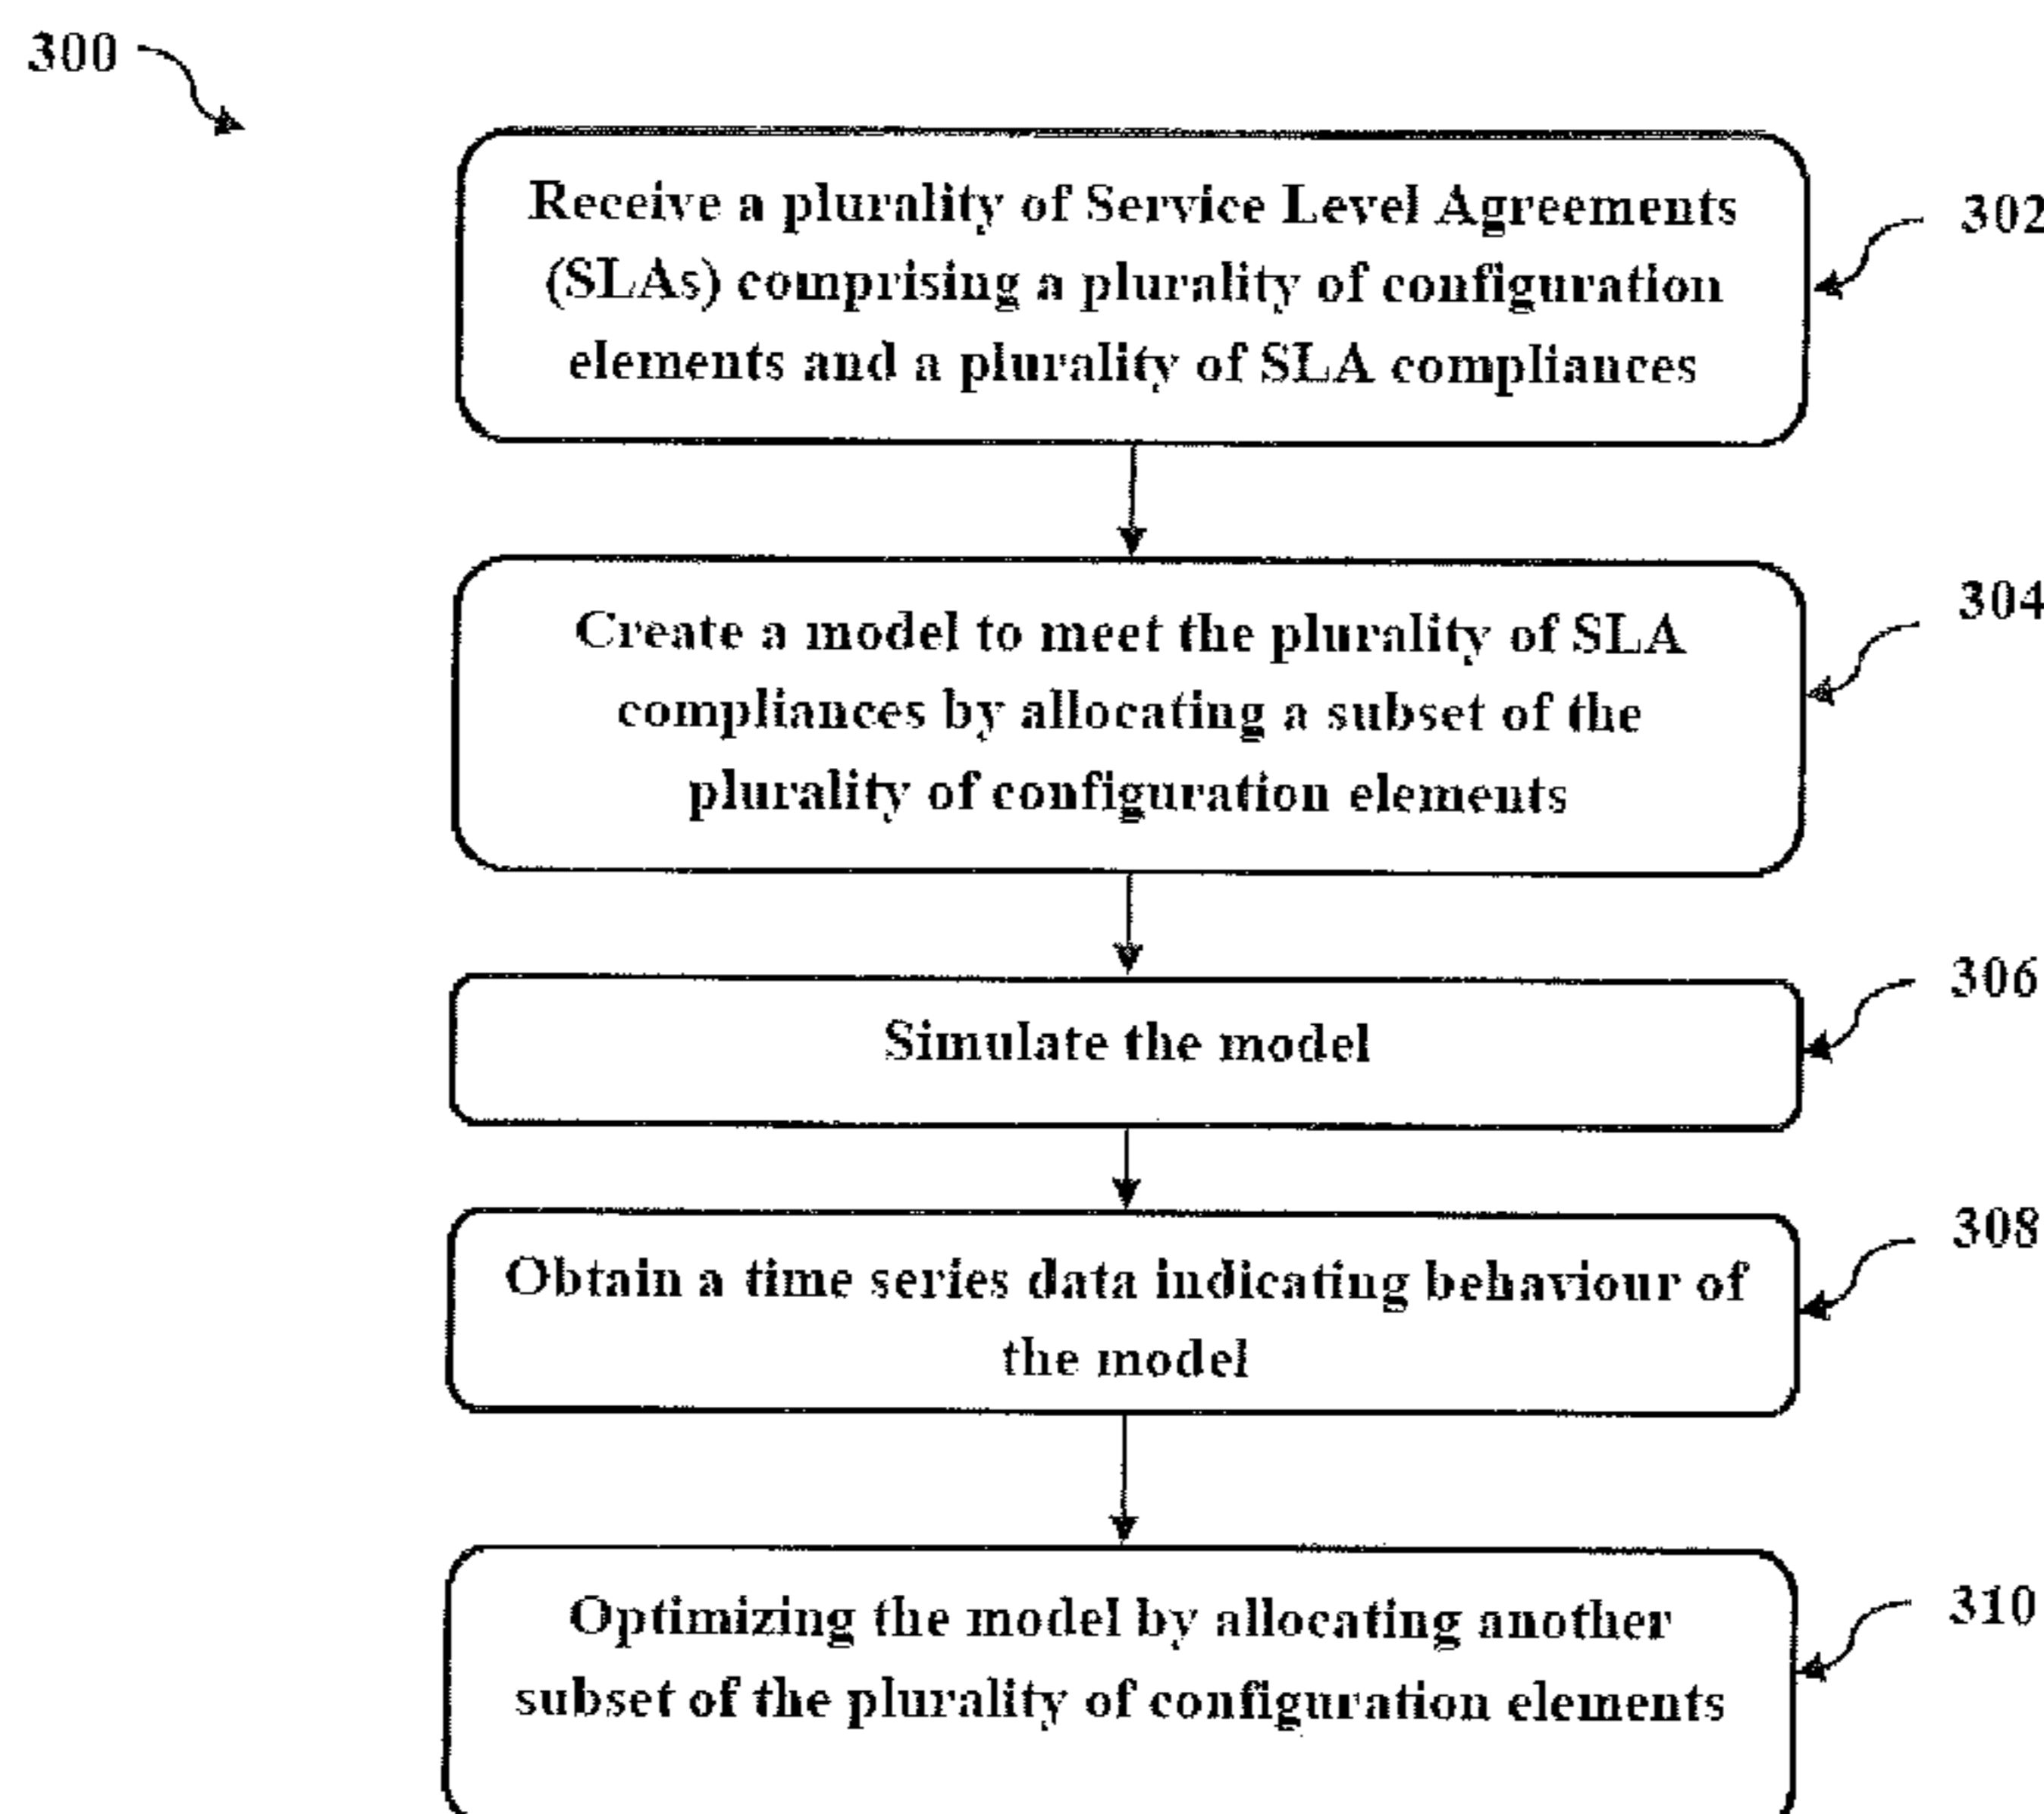 300
Receive a plurality of Service Level Agreements
302
(SLAs) comprising a plurality of configuration
elements and a plurality of SLA compliances
304
Create a model to meet the plurality of SLA
compliances by allocating a subset of the
plurality of configuration elements
306
Simulate the model
308
Obtain a time series data indicating behaviour of
the model
310
Optimizing the model by allocating another
subset of the plurality of configuration elements